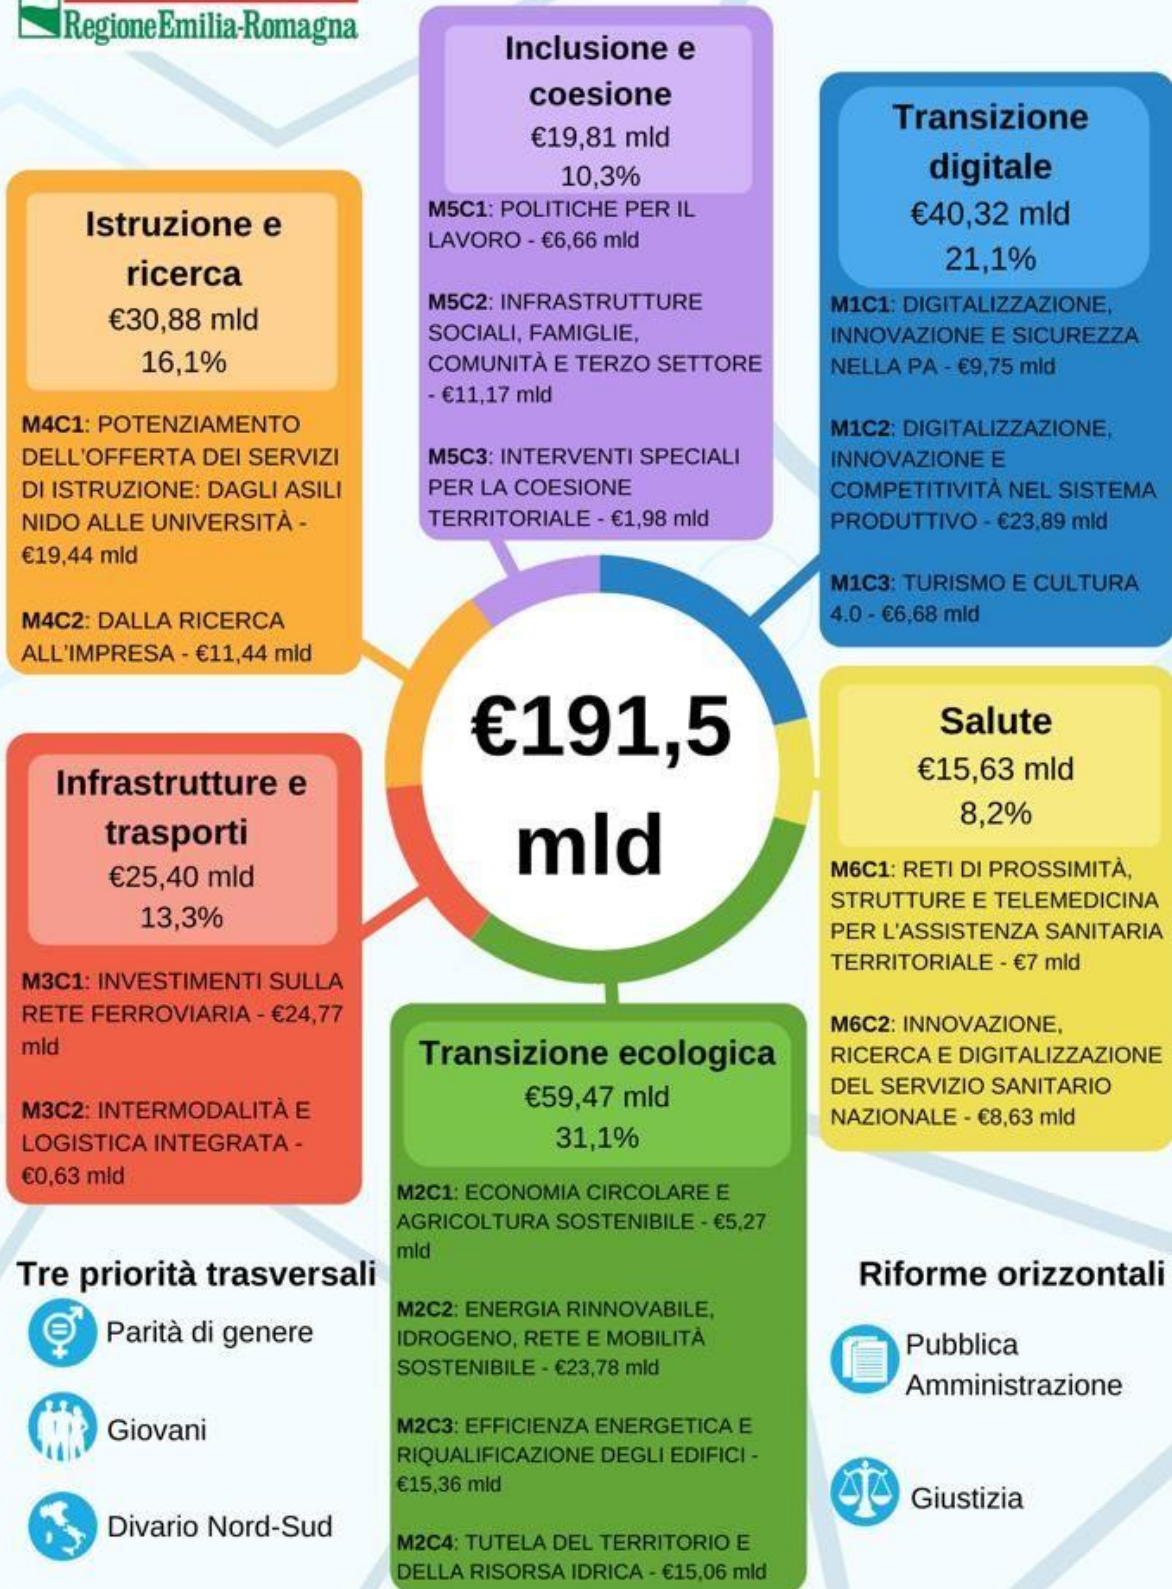 RegioneEmilia-Romagna
Inclusione e
coesione
€19,81 mld
10,3%
M5C1: POLITICHE PER IL
LAVORO - €6,66 mld
M5C2: INFRASTRUTTURE
SOCIALI, FAMIGLIE,
COMUNITÀ E TERZO SETTORE
- €11,17 mld
M5C3: INTERVENTI SPECIALI
PER LA COESIONE
TERRITORIALE - €1,98 mld
Transizione
digitale
€40,32 mld
21,1%
M1C1: DIGITALIZZAZIONE,
INNOVAZIONE E SICUREZZA
NELLA PA - €9,75 mld
M1C2: DIGITALIZZAZIONE,
INNOVAZIONE E
COMPETITIVITÀ NEL SISTEMA
PRODUTTIVO - €23,89 mld
M1C3: TURISMO E CULTURA
4.0 - €6,68 mld
Istruzione e
ricerca
€30,88 mld
16,1%
M4C1: POTENZIAMENTO
DELL'OFFERTA DEI SERVIZI
DI ISTRUZIONE: DAGLI ASILI
NIDO ALLE UNIVERSITÀ -
€19,44 mld
M4C2: DALLA RICERCA
ALL'IMPRESA - €11,44 mld
€191,5
mld
Salute
€15,63 mld
8,2%
M6C1: RETI DI PROSSIMITÀ,
STRUTTURE E TELEMEDICINA
PER L'ASSISTENZA SANITARIA
TERRITORIALE - €7 mld
M6C2: INNOVAZIONE,
RICERCA E DIGITALIZZAZIONE
DEL SERVIZIO SANITARIO
NAZIONALE - €8,63 mld
Infrastrutture e
trasporti
€25,40 mld
13,3%
M3C1: INVESTIMENTI SULLA
RETE FERROVIARIA - €24,77
mld
M3C2: INTERMODALITÀ E
LOGISTICA INTEGRATA -
€0,63 mld
Transizione ecologica
€59,47 mld
31,1%
M2C1: ECONOMIA CIRCOLARE E
AGRICOLTURA SOSTENIBILE - €5,27
mld
M2C2: ENERGIA RINNOVABILE,
IDROGENO, RETE E MOBILITÀ
SOSTENIBILE - €23,78 mld
M2C3: EFFICIENZA ENERGETICA E
RIQUALIFICAZIONE DEGLI EDIFICI -
€15,36 mld
M2C4: TUTELA DEL TERRITORIO E
DELLA RISORSA IDRICA - €15,06 mld
Tre priorità trasversali
Parità di genere
Giovani
Divario Nord-Sud
Riforme orizzontali
Pubblica
Amministrazione
Giustizia